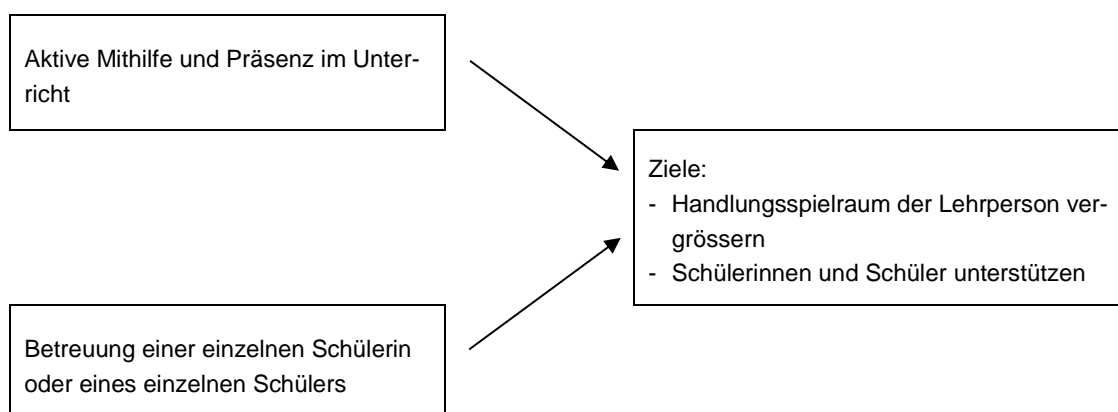 Aktive Mithilfe und Präsenz im Unter-
richt
Ziele:
- Handlungsspielraum der Lehrperson ver-
grössern
- Schülerinnen und Schüler unterstützen
Betreuung einer einzelnen Schülerin
oder eines einzelnen Schülers